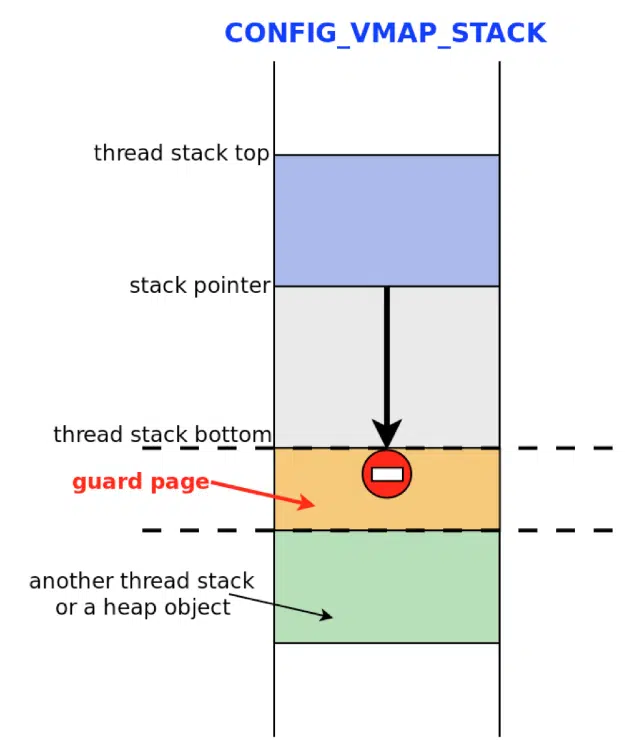 CONFIG_VMAP_STACK
thread stack top
stack pointer
thread stack bottom
guard page
another thread stack
or a heap object